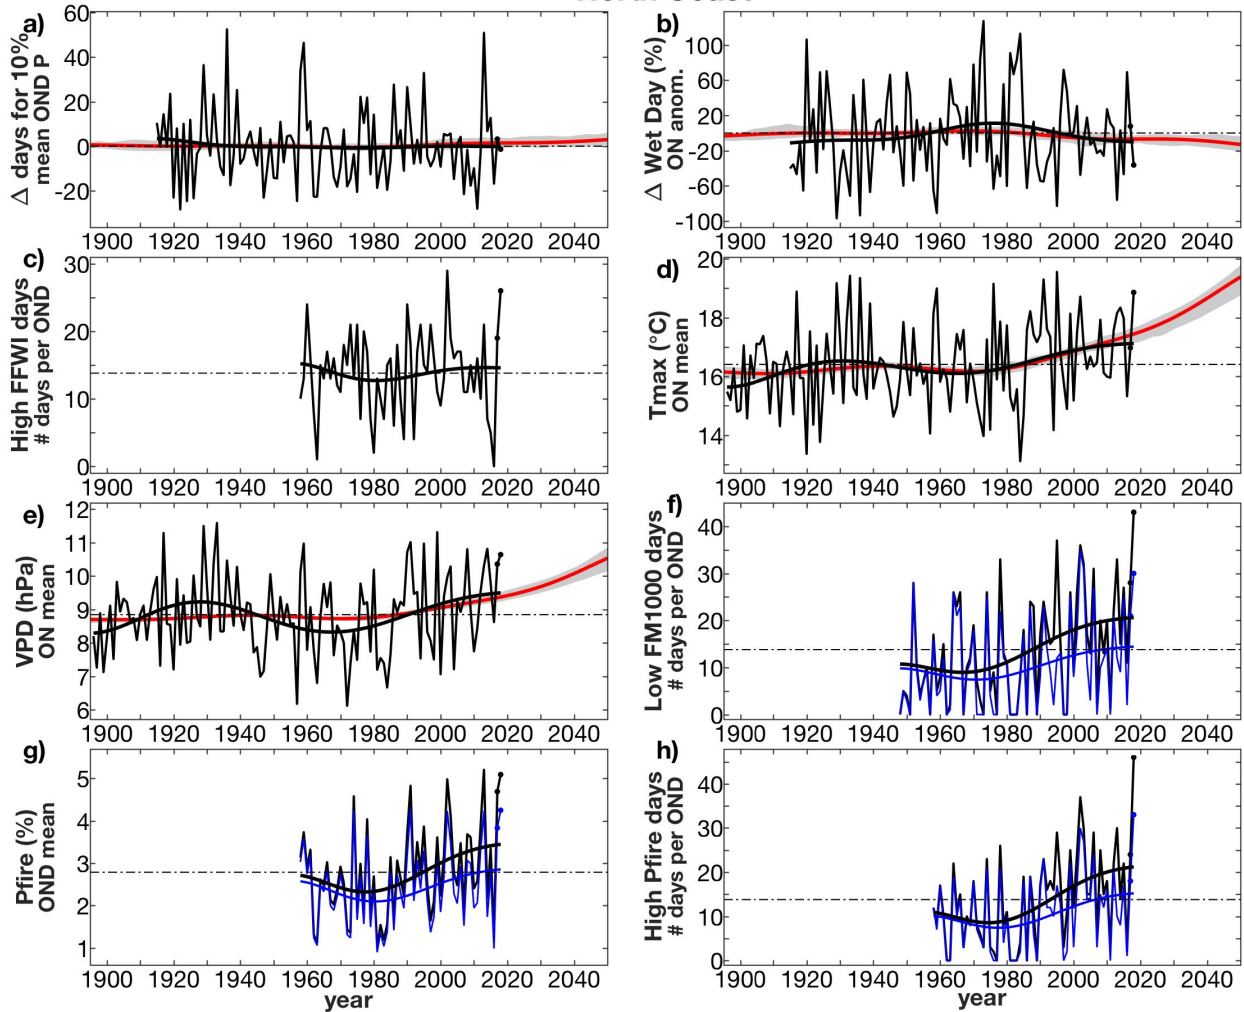 a)
△ days for 10%
mean OND P
60
40
20
0
-20
1900 1920 1940 1960 1980 2000 2020 2040
b)
△ Wet Day (%)
ON anom.
100
60
20
-20
-60
-100
1900 1920 1940 1960 1980 2000 2020 2040
c)
High FFWI days
# days per OND
30
20
10
0
1900 1920 1940 1960 1980 2000 2020 2040
d)
Tmax (°C)
ON mean
20
18
16
14
1900 1920 1940 1960 1980 2000 2020 2040
e)
VPD (hPa)
ON mean
12
11
10
9
8
7
6
1900 1920 1940 1960 1980 2000 2020 2040
f)
Low FM1000 days
# days per OND
40
30
20
10
0
1900 1920 1940 1960 1980 2000 2020 2040
g)
Pfire (%)
OND mean
5
4
3
2
1
1900 1920 1940 1960 1980 2000 2020 2040
year
h)
High Pfire days
# days per OND
40
30
20
10
0
1900 1920 1940 1960 1980 2000 2020 2040
year